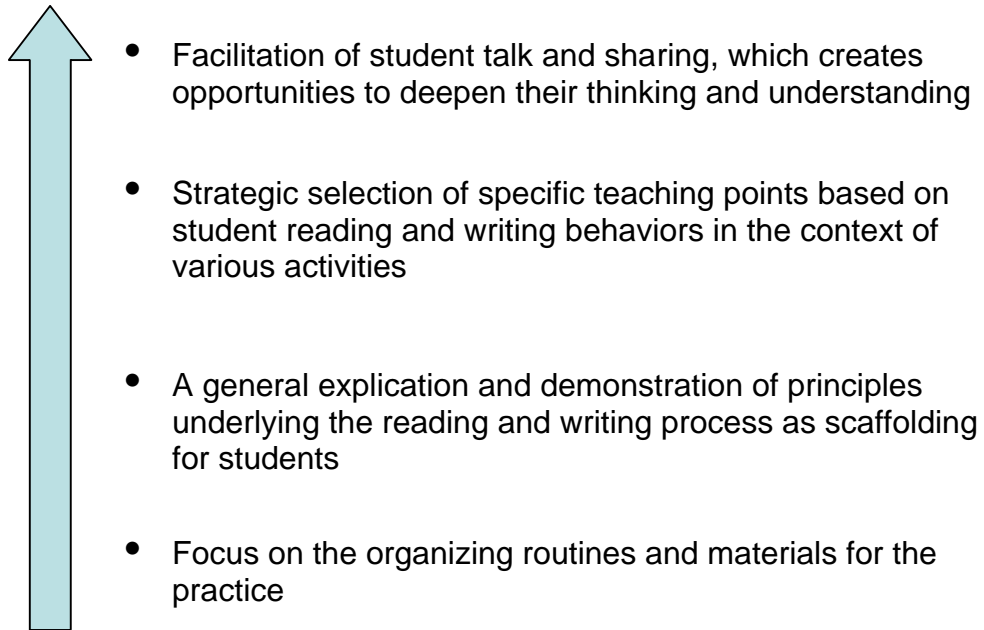 • Facilitation of student talk and sharing, which creates
opportunities to deepen their thinking and understanding
• Strategic selection of specific teaching points based on
student reading and writing behaviors in the context of
various activities
• A general explication and demonstration of principles
underlying the reading and writing process as scaffolding
for students
• Focus on the organizing routines and materials for the
practice